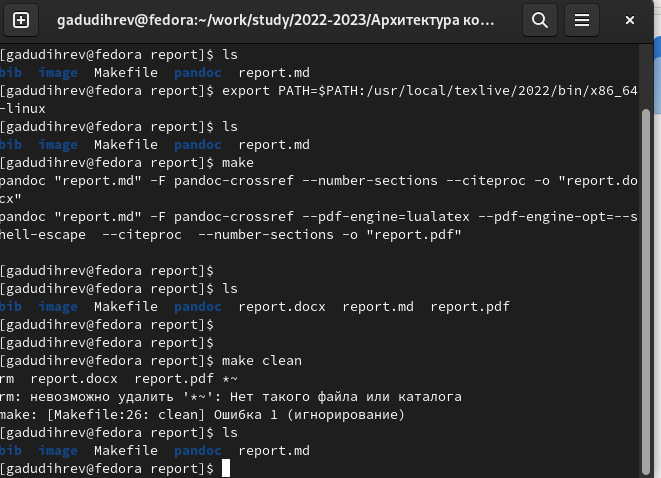 gadudihrev@fedora:~/work/study/2022-2023/Архитектура ко...
[gadudihrev@fedora report]$ ls
bib  image  Makefile  pandoc  report.md
[gadudihrev@fedora report]$ export PATH=$PATH:/usr/local/texlive/2022/bin/x86_64
-linux
[gadudihrev@fedora report]$ ls
bib  image  Makefile  pandoc  report.md
[gadudihrev@fedora report]$ make
pandoc "report.md" -F pandoc-crossref --number-sections --citeproc -o "report.do
cx"
pandoc "report.md" -F pandoc-crossref --pdf-engine=lualatex --pdf-engine-opt=--s
hell-escape  --citeproc  --number-sections -o "report.pdf"
[gadudihrev@fedora report]$
[gadudihrev@fedora report]$ ls
bib  image  Makefile  pandoc  report.docx  report.md  report.pdf
[gadudihrev@fedora report]$
[gadudihrev@fedora report]$
[gadudihrev@fedora report]$ make clean
rm  report.docx  report.pdf *~
rm: невозможно удалить '*~': Нет такого файла или каталога
make: [Makefile:26: clean] Ошибка 1 (игнорирование)
[gadudihrev@fedora report]$ ls
bib  image  Makefile  pandoc  report.md
[gadudihrev@fedora report]$